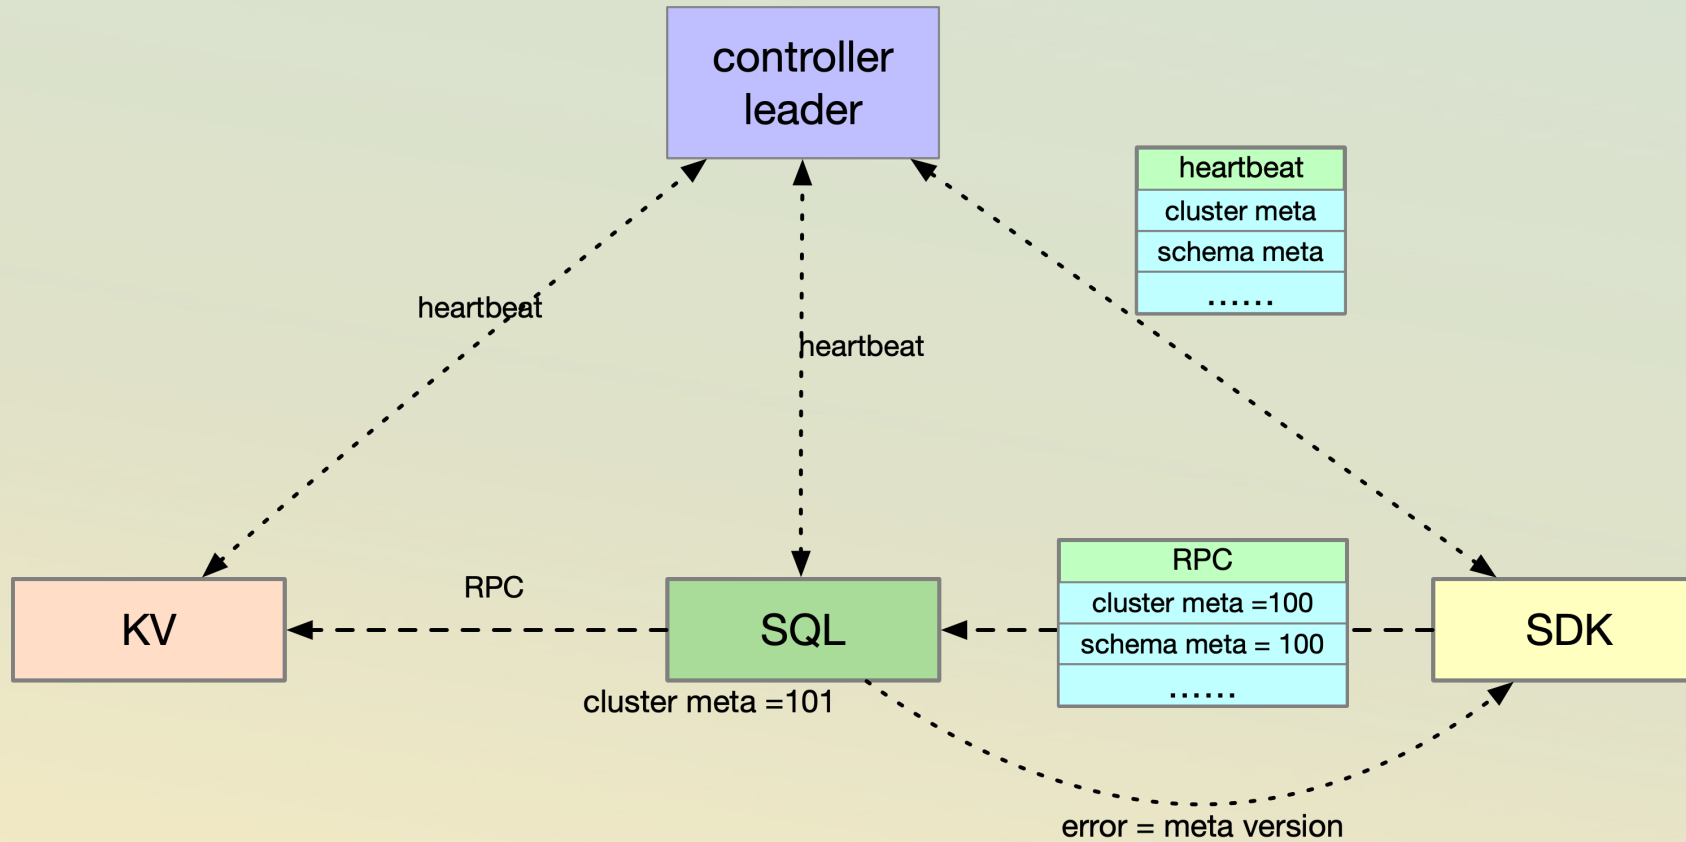 controller
leader
heartbeat
cluster meta
schema meta
......
heartbeat
heartbeat
RPC
RPC
cluster meta =100
schema meta = 100
......
KV
SQL
SDK
cluster meta =101
error = meta version